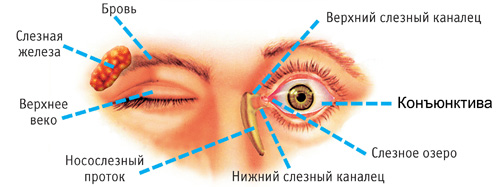 Бровь
Верхний слезный каналец
Слезная
железа
Верхнее
веко
Конъюнктива
Слезное озеро
Носослезный
проток
Нижний слезный каналец